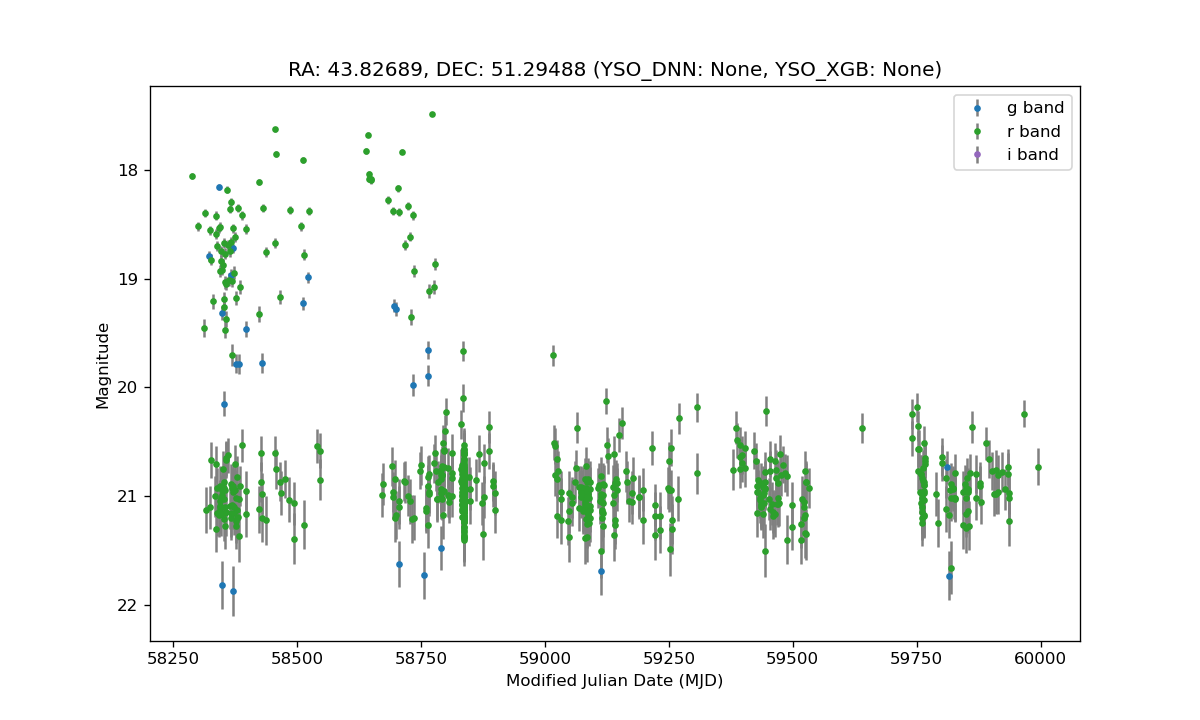 RA: 43.82689, DEC: 51.29488 (YSO_DNN: None, YSO_XGB: None)
g band
r band
i band
Magnitude
18
19
20
21
22
58250 58500 58750 59000 59250 59500 59750 60000
Modified Julian Date (MJD)